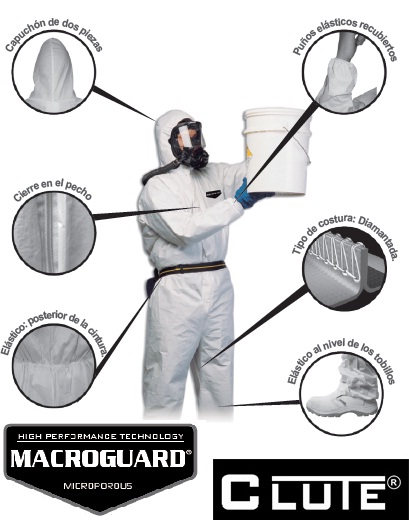 Capuchón de dos piezas
Puños elásticos recubiertos
Cierre en el pecho
Tipo de costura: Diamantada.
Elástico: posterior de la cintura.
Elástico al nivel de los tobillos
HIGH PERFORMANCE TECHNOLOGY
MACROGUARD®
MICROFOROUS
CLUTE®